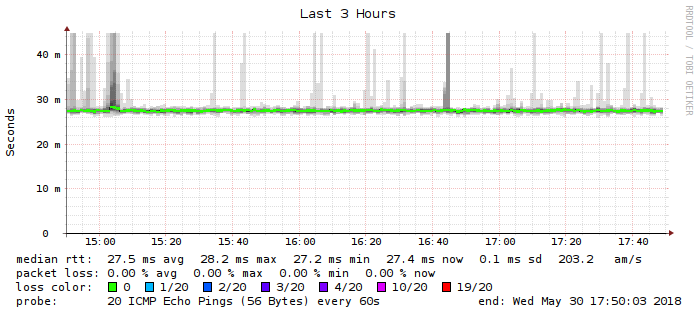 Last 3 Hours
RRDTOOL / TOBI OETIKER
Seconds
40 m
30 m
20 m
10 m
0
15:00 15:20 15:40 16:00 16:20 16:40 17:00 17:20 17:40
median rtt: 27.5 ms avg 28.2 ms max 27.2 ms min 27.4 ms now 0.1 ms sd 203.2 am/s
packet loss: 0.00 % avg 0.00 % max 0.00 % min 0.00 % now
loss color: 0 1/20 2/20 3/20 4/20 10/20 19/20
probe: 20 ICMP Echo Pings (56 Bytes) every 60s end: Wed May 30 17:50:03 2018